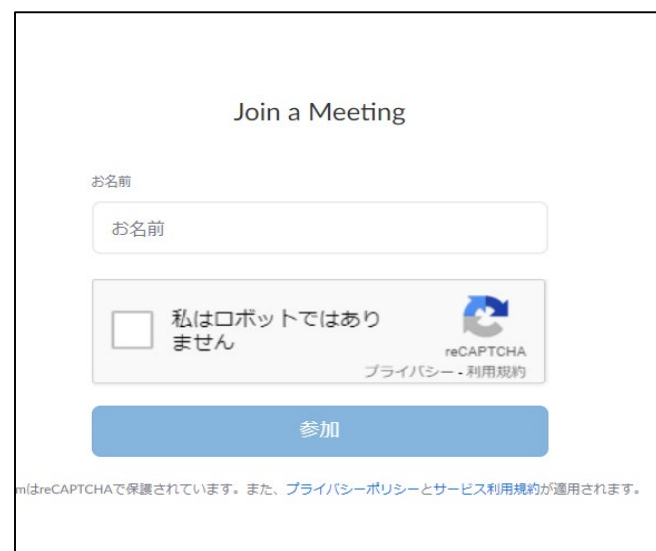 Join a Meeting
お名前
お名前
私はロボットではあり
ません
reCAPTCHA
プライバシー - 利用規約
参加
mはreCAPTCHAで保護されています。また、プライバシーポリシーとサービス利用規約が適用されます。